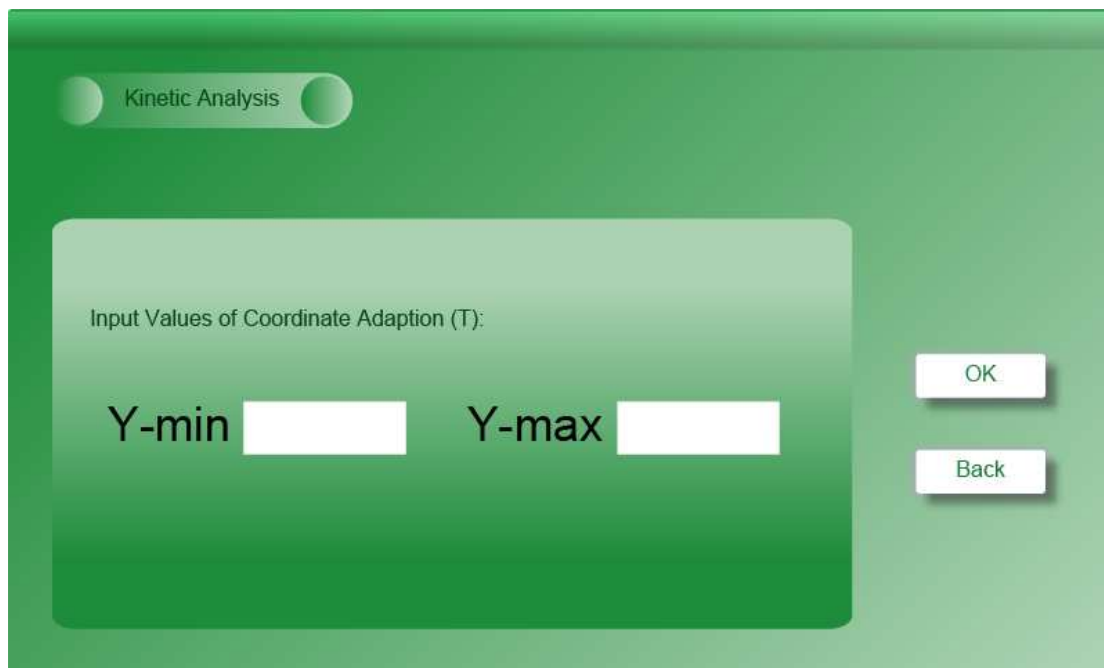 Kinetic Analysis
Input Values of Coordinate Adaption (T):
Y-min Y-max
OK
Back